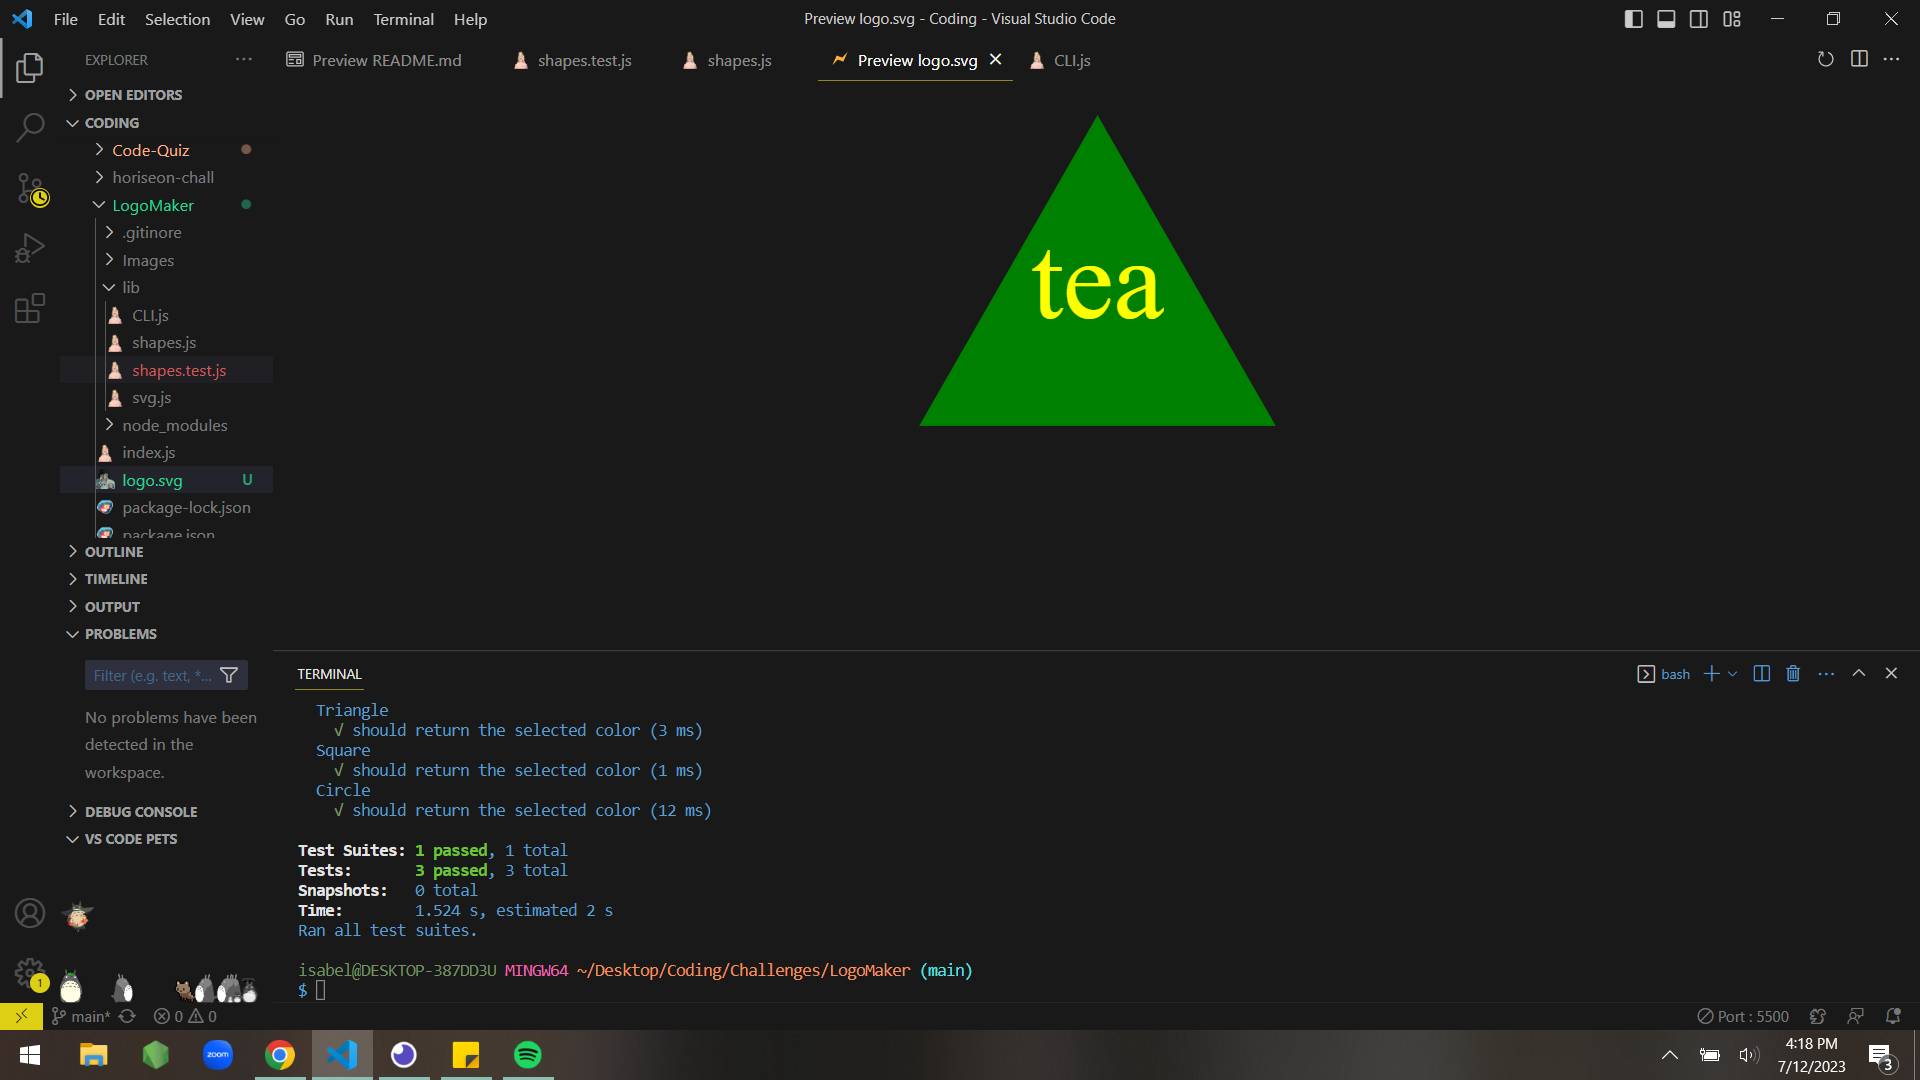 File Edit Selection View Go Run Terminal Help
Preview logo.svg - Coding - Visual Studio Code
EXPLORER
Preview README.md
shapes.test.js
shapes.js
Preview logo.svg
CLI.js
OPEN EDITORS
CODING
Code-Quiz
horiseon-chall
LogoMaker
.gitinore
Images
lib
CLI.js
shapes.js
shapes.test.js
svg.js
node_modules
index.js
logo.svg U
package-lock.json
package.json
OUTLINE
TIMELINE
OUTPUT
PROBLEMS
Filter (e.g. text, *...
No problems have been
detected in the
workspace.
DEBUG CONSOLE
VS CODE PETS
tea
TERMINAL
bash
Triangle
√ should return the selected color (3 ms)
Square
√ should return the selected color (1 ms)
Circle
√ should return the selected color (12 ms)
Test Suites: 1 passed, 1 total
Tests: 3 passed, 3 total
Snapshots: 0 total
Time: 1.524 s, estimated 2 s
Ran all test suites.
isabel@DESKTOP-387DD3U MINGW64 ~/Desktop/Coding/Challenges/LogoMaker (main)
$
1
main* 0 0
Port : 5500
zoom
4:18 PM
7/12/2023
3